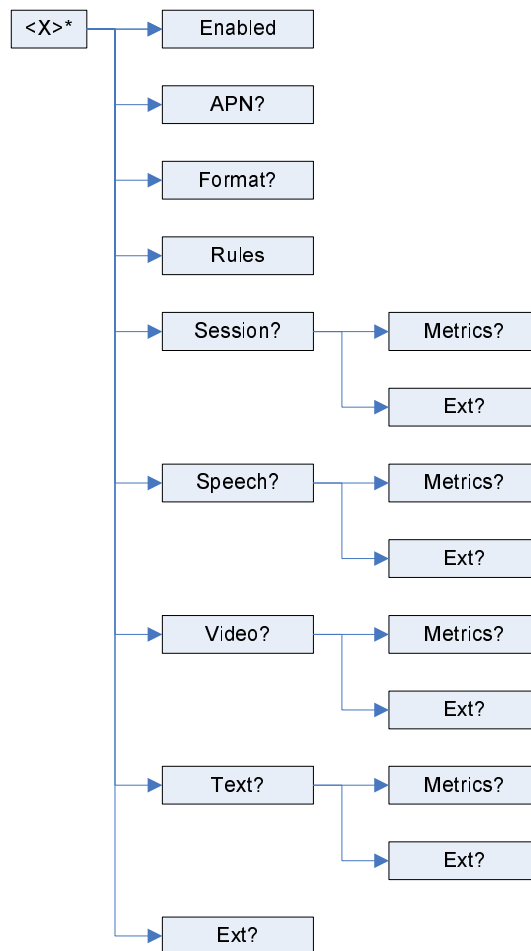 <X>*
Enabled
APN?
Format?
Rules
Session?
Metrics?
Ext?
Speech?
Metrics?
Ext?
Video?
Metrics?
Ext?
Text?
Metrics?
Ext?
Ext?